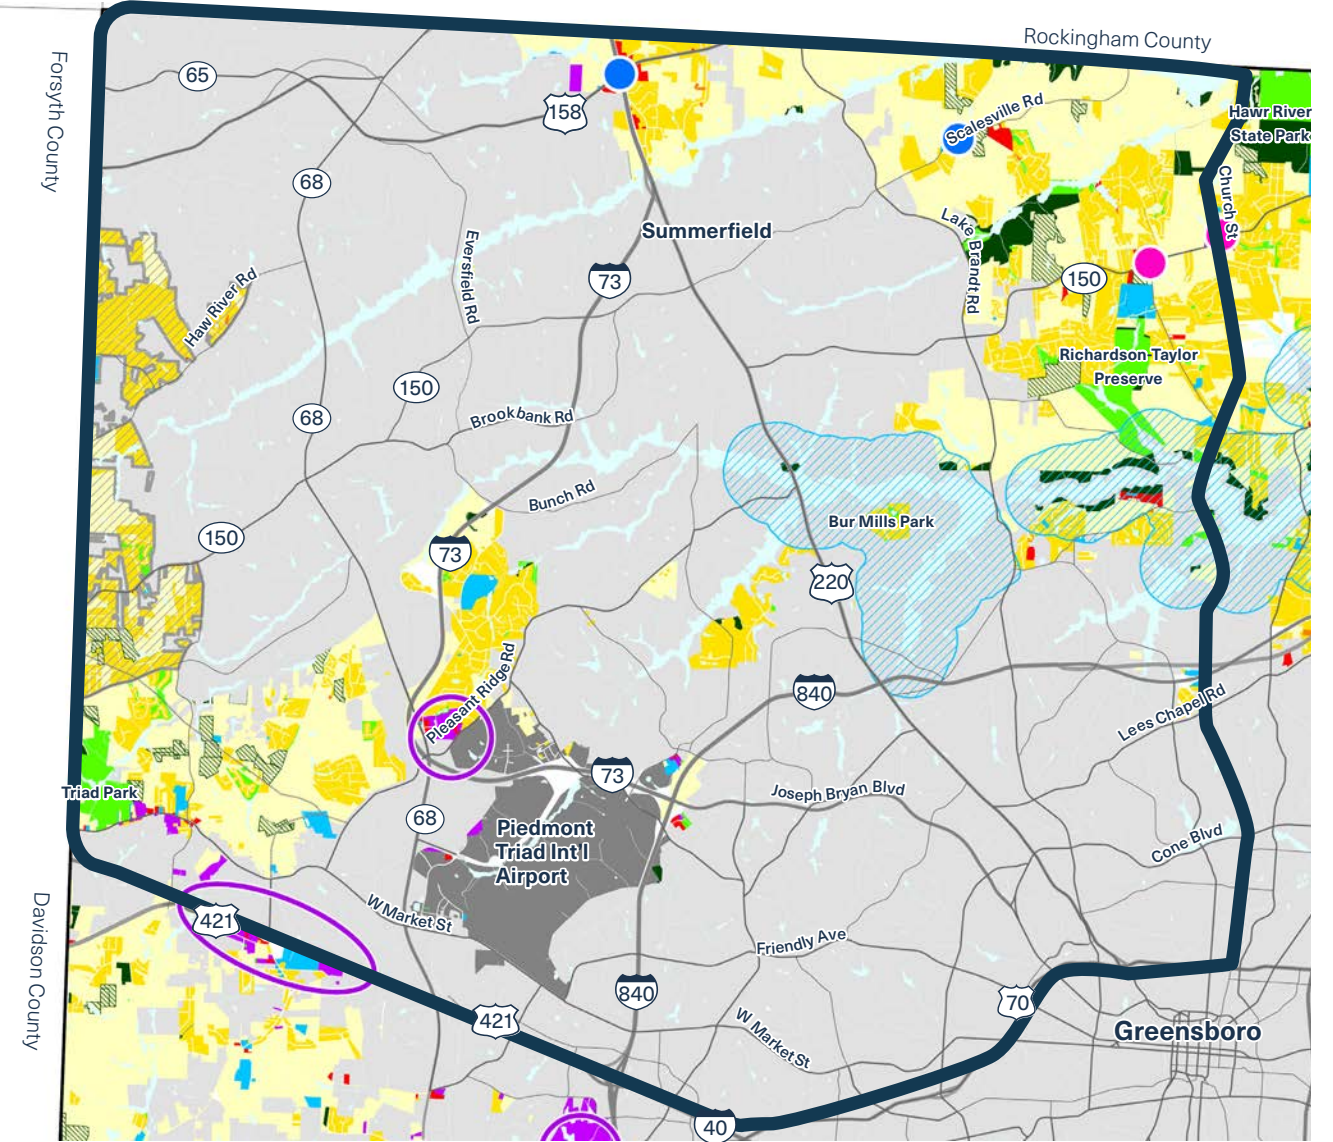 Rockingham County
Forsyth County
65
158
Scalesville Rd
Hawr River
State Park
68
Church St
Summerfield
Lake Brandt Rd
Eversfield Rd
73
150
Haw River Rd
Richardson-Taylor
Preserve
150
68
Brookbank Rd
Bunch Rd
Bur Mills Park
150
73
220
Pleasant Ridge Rd
840
Lees Chapel Rd
73
Triad Park
Joseph Bryan Blvd
68
Piedmont
Triad Int l
Airport
Cone Blvd
Davidson County
421
W Market St
Friendly Ave
840
70
421
W Market St
Greensboro
40